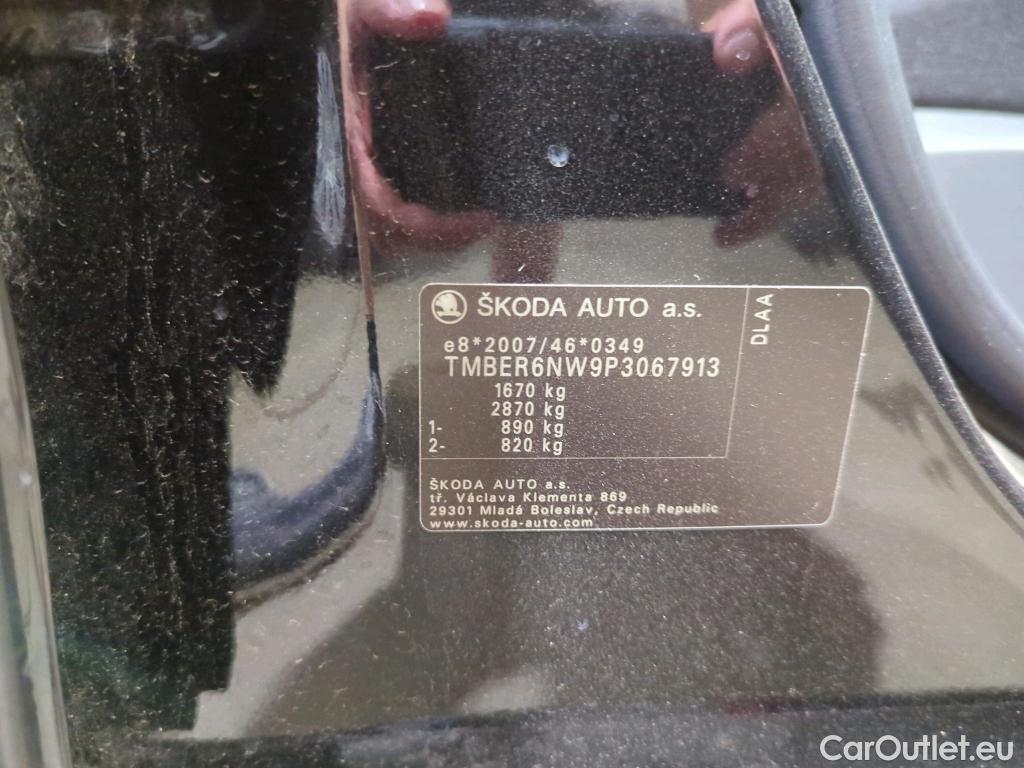 ŠKODA AUTO a.s.
DLAA
e8*2007/46*0349
TMBER6NW9P3067913
1670 kg
2870 kg
1- 890 kg
2- 820 kg
ŠKODA AUTO a.s.
tř. Václava Klementa 869
29301 Mladá Boleslav, Czech Republic
www.skoda-auto.com
CarOutlet.eu